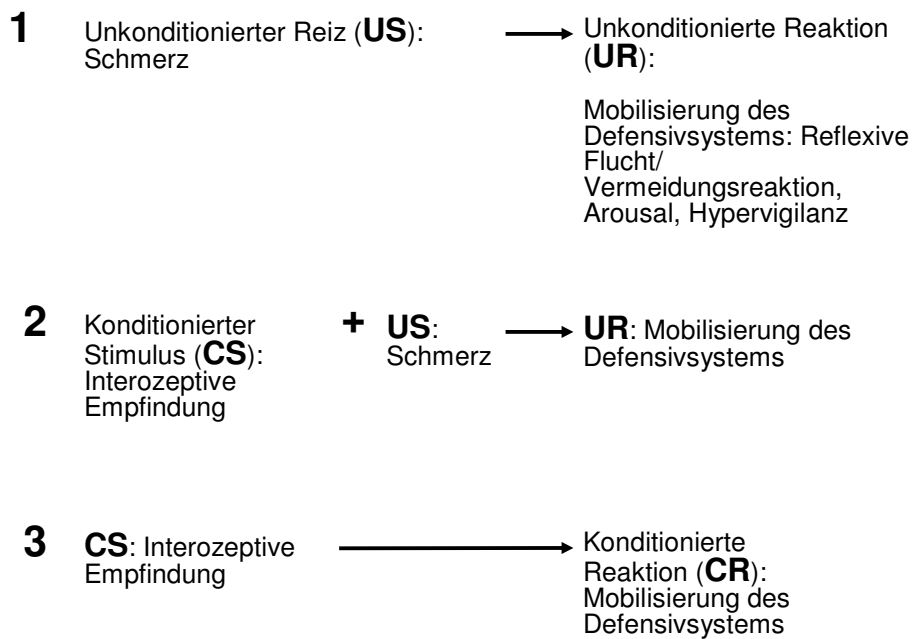 1
Unkonditionierter Reiz (US):
Schmerz
Unkonditionierte Reaktion
(UR):
Mobilisierung des
Defensivsystems: Reflexive
Flucht/
Vermeidungsreaktion,
Arousal, Hypervigilanz
2
Konditionierter
Stimulus (CS):
Interozeptive
Empfindung
+
US:
Schmerz
UR: Mobilisierung des
Defensivsystems
3
CS: Interozeptive
Empfindung
Konditionierte
Reaktion (CR):
Mobilisierung des
Defensivsystems